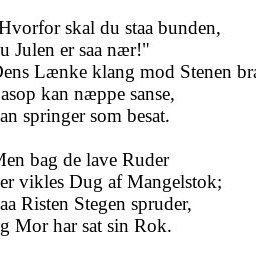 Hvorfor skal du staa bunden,
u Julen er saa nær!"
Dens Lænke klang mod Stenen
asop kan næppe sanse,
an springer som besat.

Men bag de lave Ruder
er vikles Dug af Mangelstok;
aa Risten Stegen spruder,
g Mor har sat sin Rok.